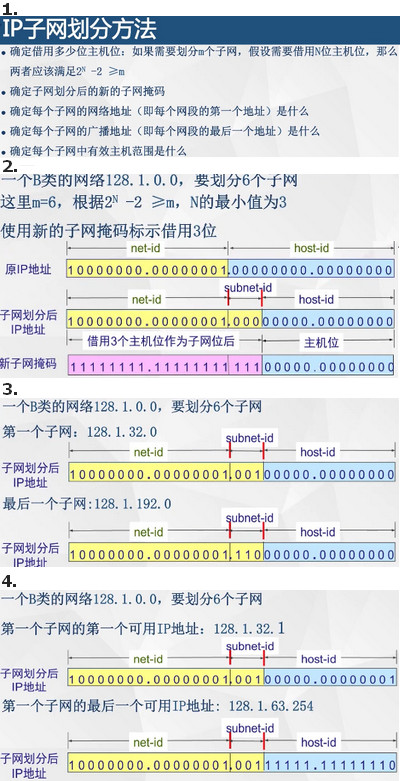 1.
IP子网划分方法
• 确定借用多少位主机位：如果需要划分m个子网，假设需要借用N位主机位，那么
两者应该满足2ᴺ -2 ≥m
• 确定子网划分后的新的子网掩码
• 确定每个子网的网络地址（即每个网段的第一个地址）是什么
• 确定每个子网的广播地址（即每个网段的最后一个地址）是什么
• 确定每个子网中有效主机范围是什么
2.
一个B类的网络128.1.0.0，要划分6个子网
这里m=6，根据2ᴺ -2 ≥m，N的最小值为3
使用新的子网掩码标示借用3位
net-id host-id
原IP地址 10000000.00000001.00000000.00000000
subnet-id
net-id host-id
子网划分后 10000000.00000001.00000000.00000000
IP地址
借用3个主机位作为子网位后 主机位
新子网掩码 11111111.11111111 11100000.00000000
3.
一个B类的网络128.1.0.0，要划分6个子网
第一个子网：128.1.32.0
subnet-id
net-id host-id
子网划分后 10000000.00000001.00100000.00000000
IP地址
最后一个子网:128.1.192.0
subnet-id
net-id host-id
子网划分后 10000000.00000001.11000000.00000000
IP地址
4.
一个B类的网络128.1.0.0，要划分6个子网
第一个子网的第一个可用IP地址：128.1.32.1
subnet-id
net-id host-id
子网划分后 10000000.00000001.00100000.00000001
IP地址
第一个子网的最后一个可用IP地址: 128.1.63.254
subnet-id
net-id host-id
子网划分后 10000000.00000001.00111111.11111110
IP地址